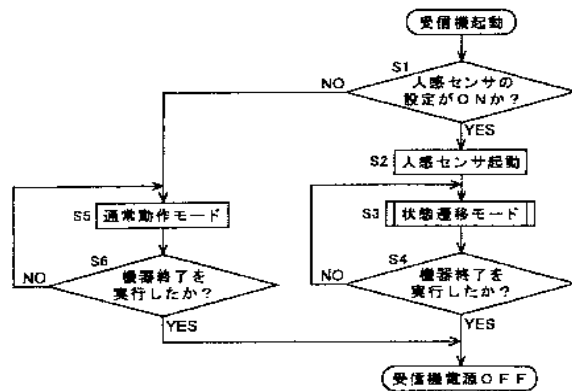 受信機起動
S1
人感センサの
設定がONか？
NO
YES
S2
人感センサ起動
S5
通常動作モード
S3
状態遷移モード
S6
機器終了を
実行したか？
NO
YES
S4
機器終了を
実行したか？
NO
YES
受信機電源OFF